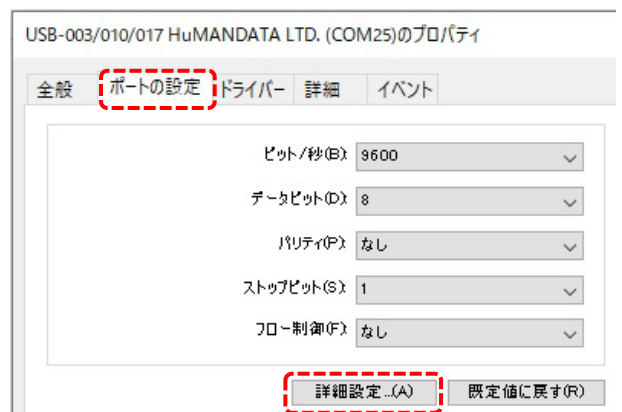 USB-003/010/017 HuMANDATA LTD. (COM25)のプロパティ
全般 ポートの設定 ドライバー 詳細 イベント
ビット/秒(B): 9600
データビット(D): 8
パリティ(P): なし
ストップビット(S): 1
フロー制御(F): なし
詳細設定...(A) 既定値に戻す(R)